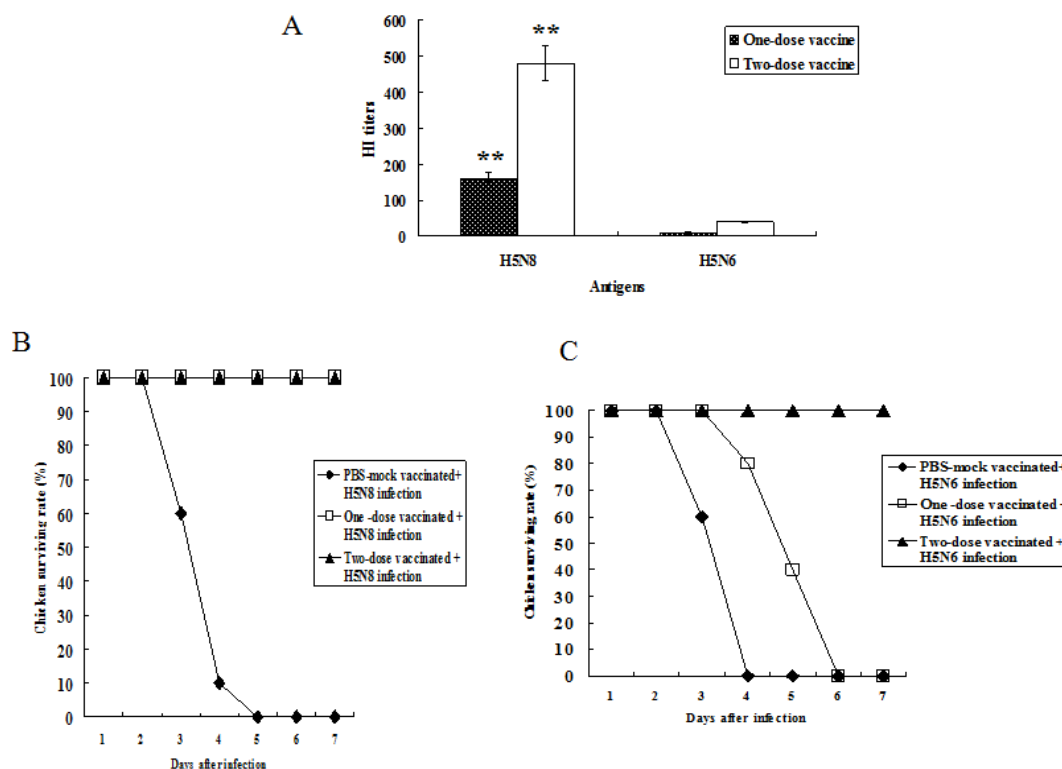 A
600
500
400
300
200
100
0
HI titers
**
**
One-dose vaccine
Two-dose vaccine
H5N8
H5N6
Antigens
B
100
90
80
70
60
50
40
30
20
10
0
Chicken surviving rate (%)
1 2 3 4 5 6 7
Days after infection
PBS-mock vaccinated+
H5N8 infection
One -dose vaccinated +
H5N8 infection
Two-dose vaccinated +
H5N8 infection
C
100
90
80
70
60
50
40
30
20
10
0
Chicken surviving rate (%)
1 2 3 4 5 6 7
Days after infection
PBS-mock vaccinated+
H5N6 infection
One -dose vaccinated +
H5N6 infection
Two-dose vaccinated +
H5N6 infection